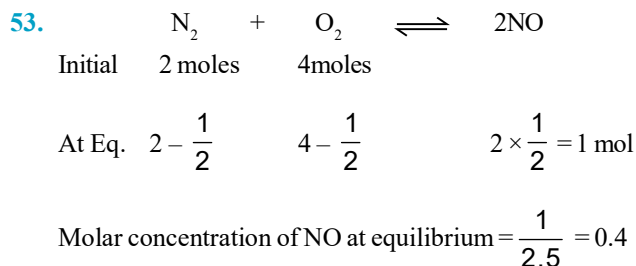 53. N₂ + O₂ ⇌ 2NO
Initial 2 moles 4moles
At Eq. 2 – 1/2 4 – 1/2 2 × 1/2 = 1 mol
Molar concentration of NO at equilibrium = 1/2.5 = 0.4